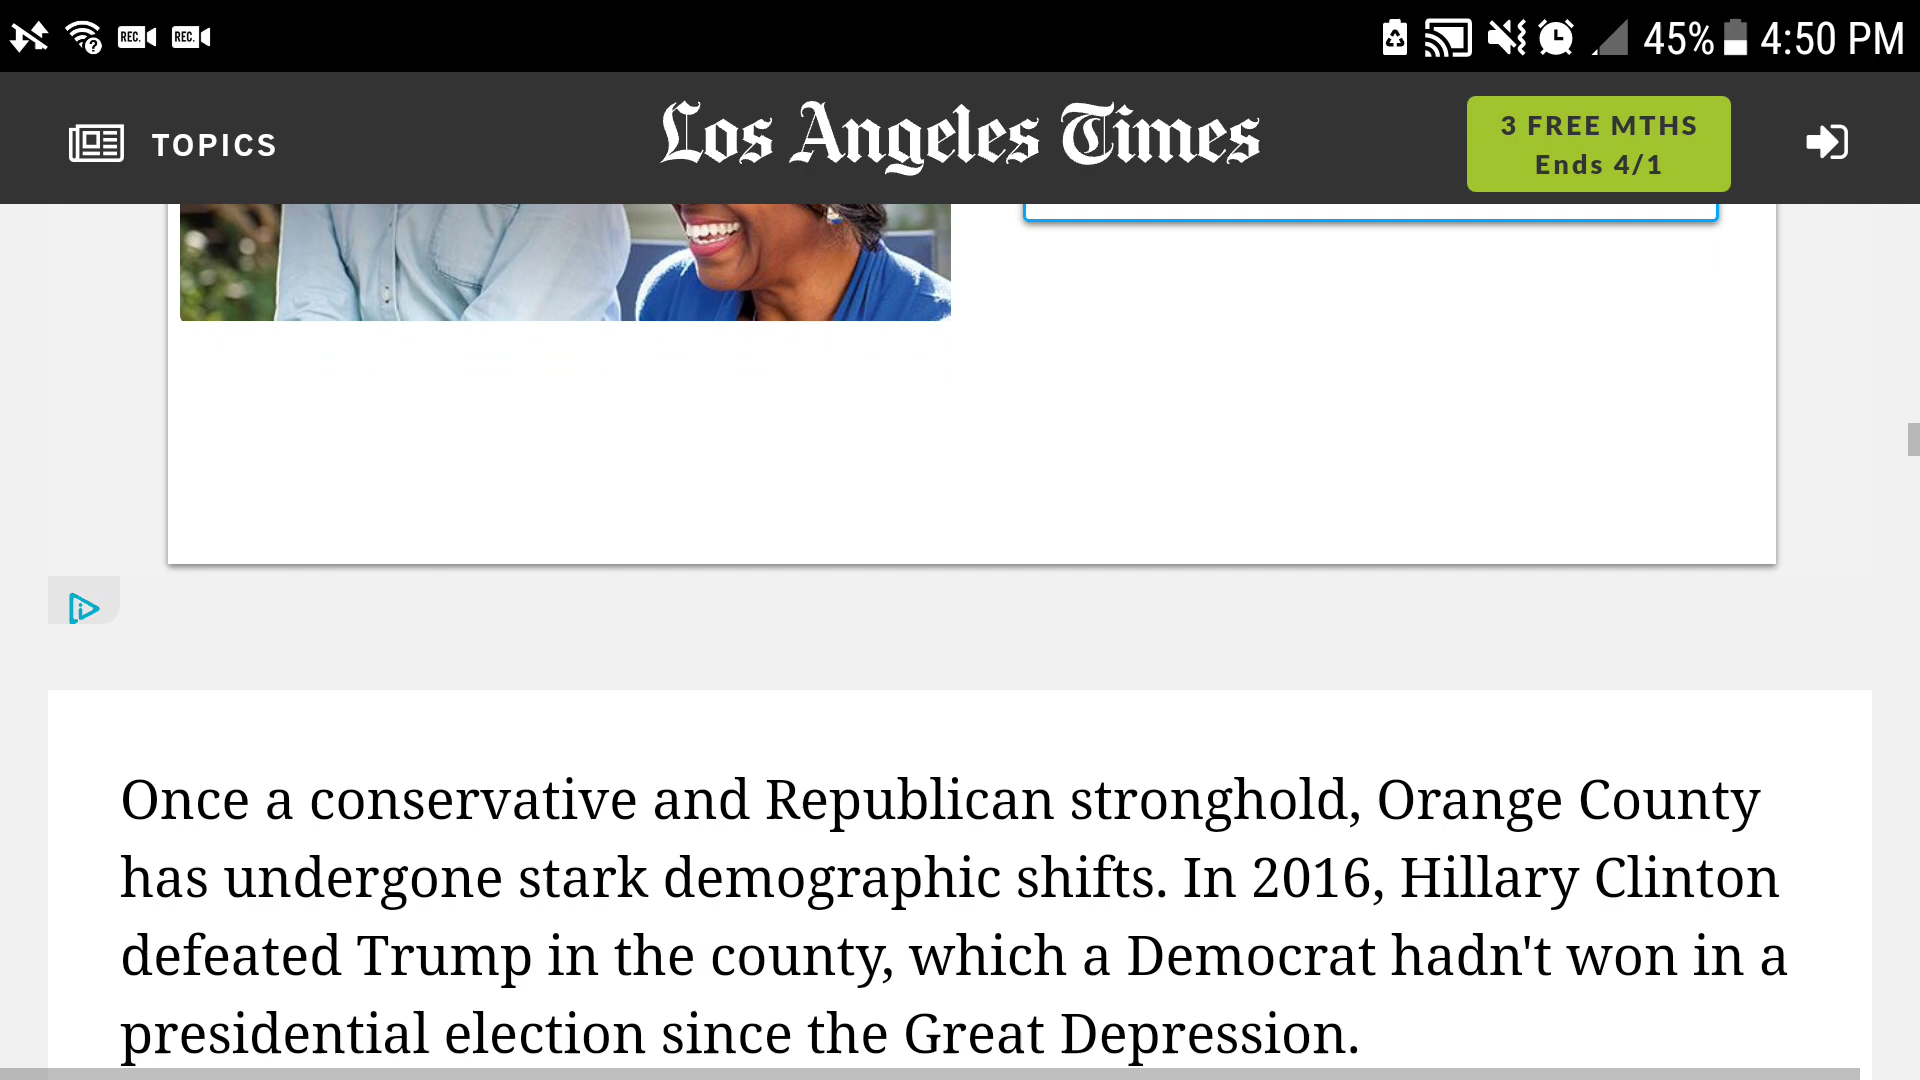 REC. REC. 45% 4:50 PM
TOPICS
Los Angeles Times
3 FREE MTHS
Ends 4/1
Once a conservative and Republican stronghold, Orange County
has undergone stark demographic shifts. In 2016, Hillary Clinton
defeated Trump in the county, which a Democrat hadn't won in a
presidential election since the Great Depression.